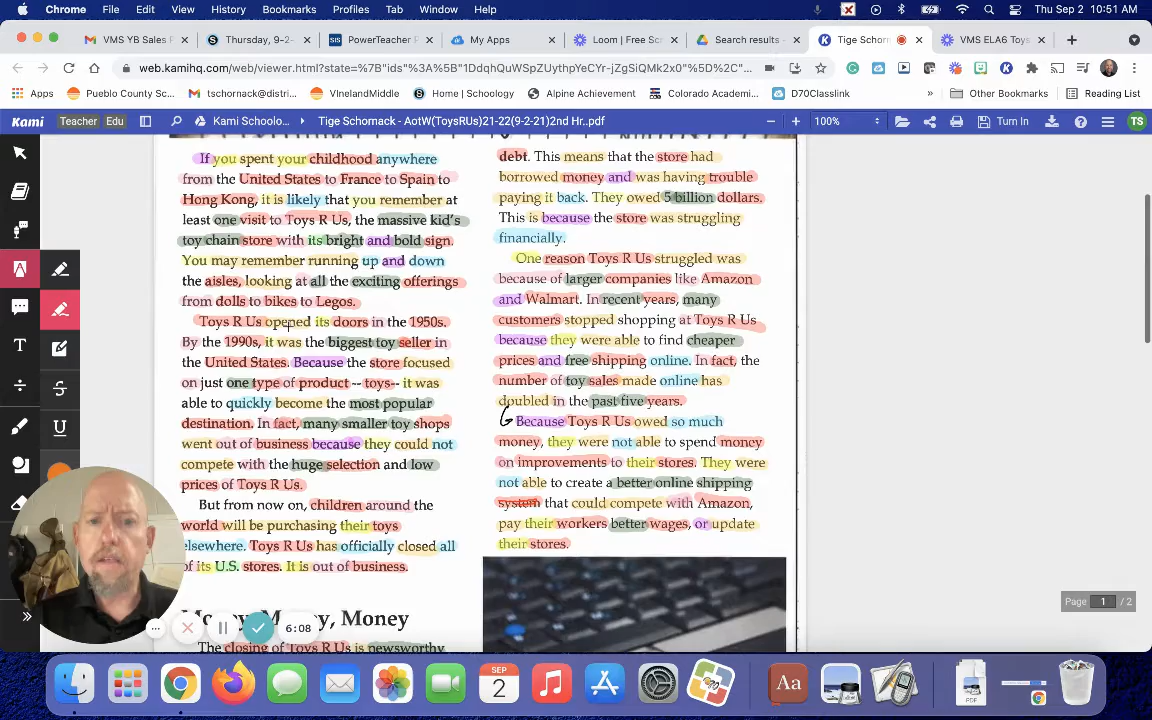 Chrome File Edit View History Bookmarks Profiles Tab Window Help Thu Sep 2 10:51 AM
VMS YB Sales Thursday, 9-2- PowerTeacher My Apps Loom | Free Scr Search results - Tige Schorn VMS ELA6 Toys
web.kamihq.com/web/viewer.html?state=%7B"ids"%3A%5B"1DdqhQuWSpZUythpYeCYr-jZgSiQMk2x0"%5D%2C"...
Apps Pueblo County Sc... tschornack@distri... VInelandMiddle Home | Schoology Alpine Achievement Colorado Academi... D70Classlink » Other Bookmarks Reading List
Kami Teacher Edu Kami Schoolo... Tige Schornack - AotW(ToysRUs)21-22(9-2-21)2nd Hr..pdf 100% Turn In TS
If you spent your childhood anywhere
from the United States to France to Spain to
Hong Kong, it is likely that you remember at
least one visit to Toys R Us, the massive kid's
toy chain store with its bright and bold sign.
You may remember running up and down
the aisles, looking at all the exciting offerings
from dolls to bikes to Legos.
Toys R Us opened its doors in the 1950s.
By the 1990s, it was the biggest toy seller in
the United States. Because the store focused
on just one type of product -- toys-- it was
able to quickly become the most popular
destination. In fact, many smaller toy shops
went out of business because they could not
compete with the huge selection and low
prices of Toys R Us.
But from now on, children around the
world will be purchasing their toys
elsewhere. Toys R Us has officially closed all
of its U.S. stores. It is out of business.
Money, Money, Money
The closing of Toys R Us is newsworthy
debt. This means that the store had
borrowed money and was having trouble
paying it back. They owed 5 billion dollars.
This is because the store was struggling
financially.
One reason Toys R Us struggled was
because of larger companies like Amazon
and Walmart. In recent years, many
customers stopped shopping at Toys R Us
because they were able to find cheaper
prices and free shipping online. In fact, the
number of toy sales made online has
doubled in the past five years.
6 Because Toys R Us owed so much
money, they were not able to spend money
on improvements to their stores. They were
not able to create a better online shipping
system that could compete with Amazon,
pay their workers better wages, or update
their stores.
Page 1 / 2
6:08
SEP
2
Aa